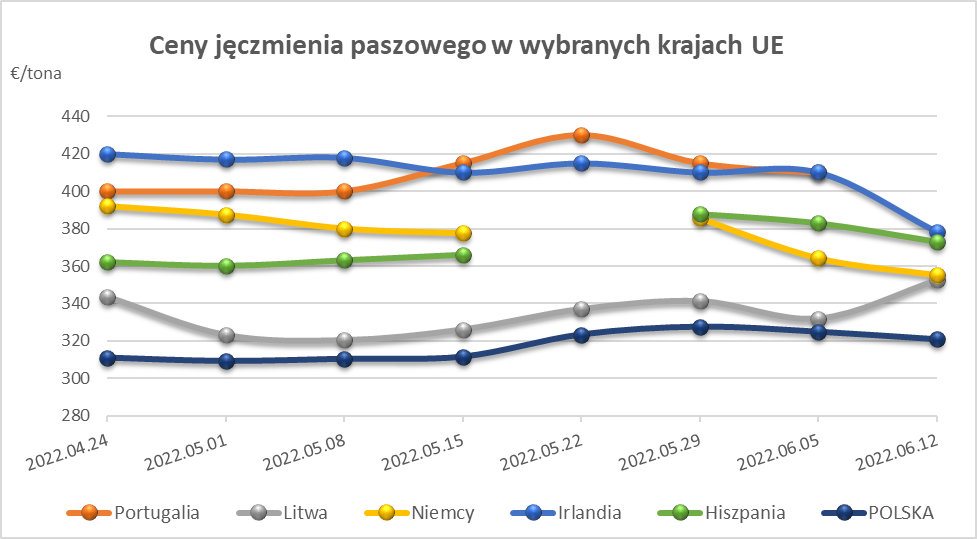 Ceny jęczmienia paszowego w wybranych krajach UE
€/tona
440
420
400
380
360
340
320
300
280
2022.04.24 2022.05.01 2022.05.08 2022.05.15 2022.05.22 2022.05.29 2022.06.05 2022.06.12
Portugalia Litwa Niemcy Irlandia Hiszpania POLSKA